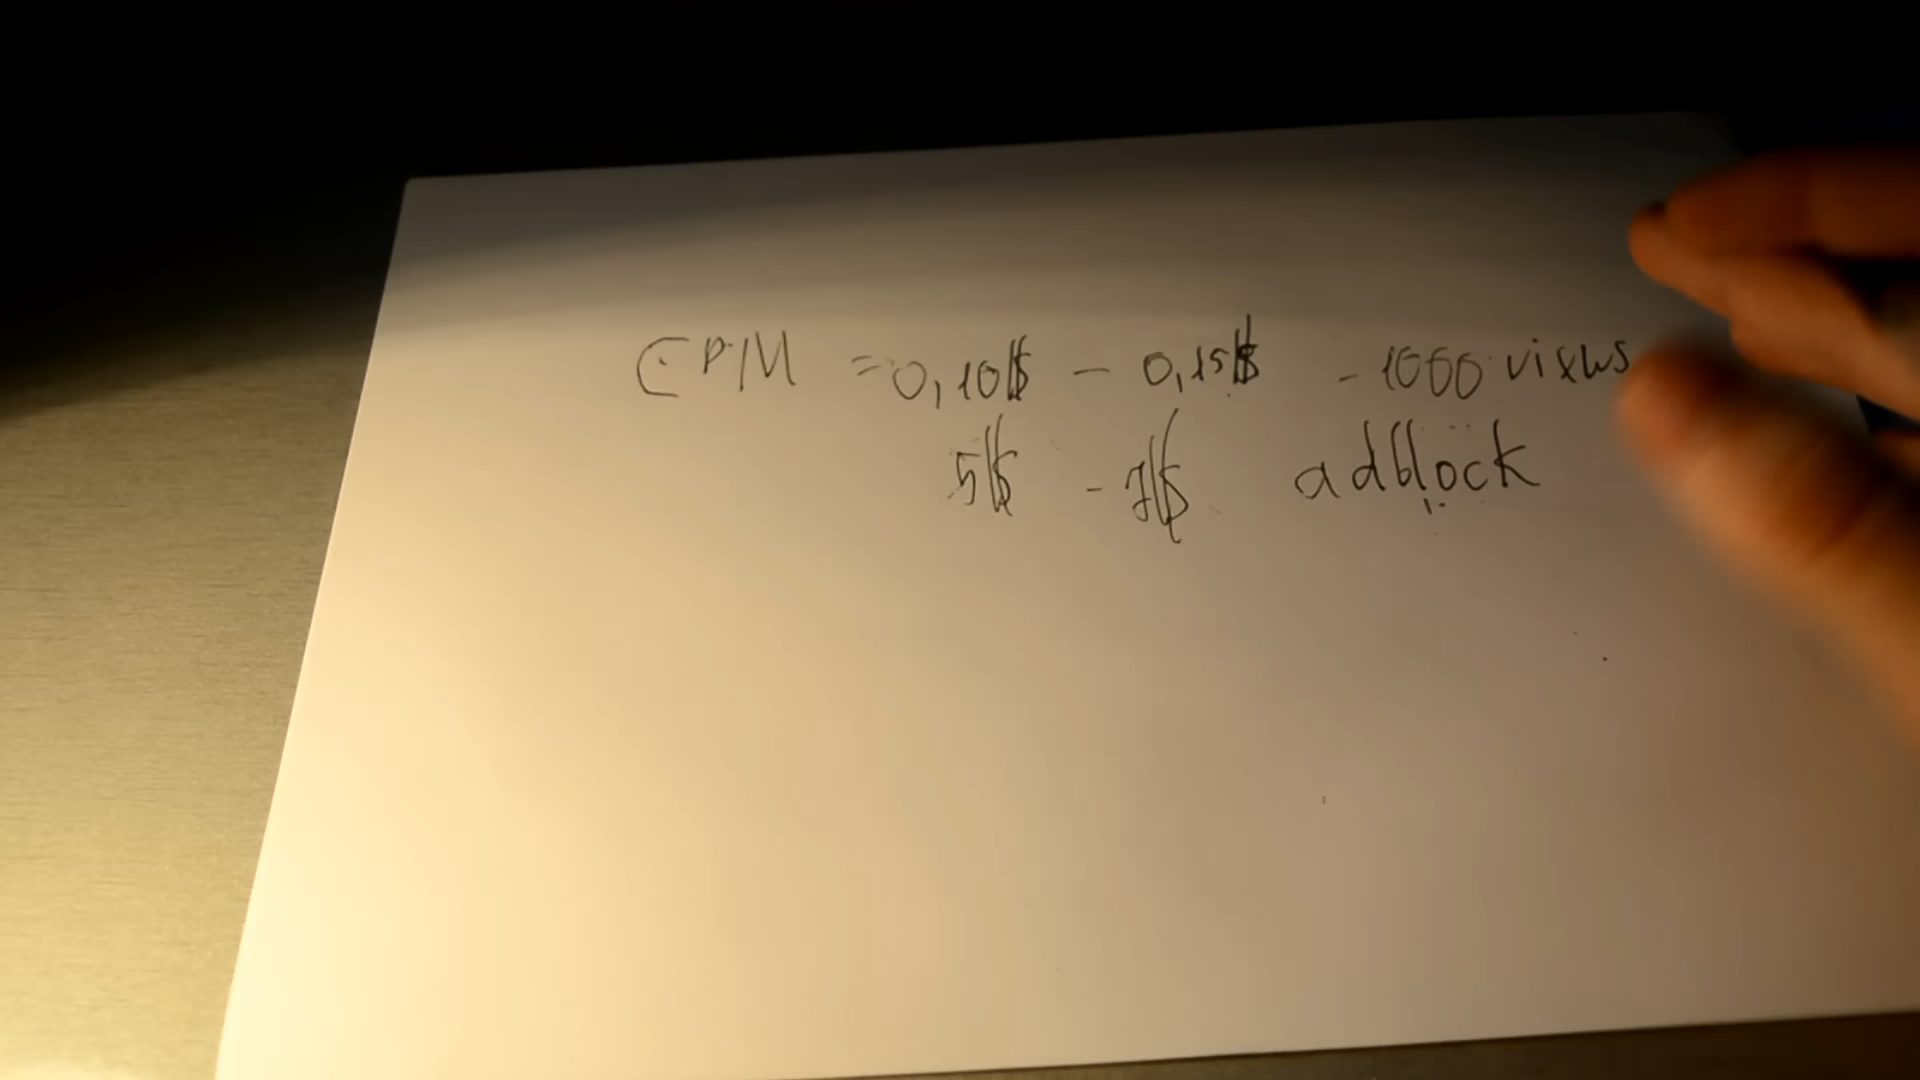 CPM = 0,10$ - 0,15$ - 1000 views
5$ - 7$ adblock